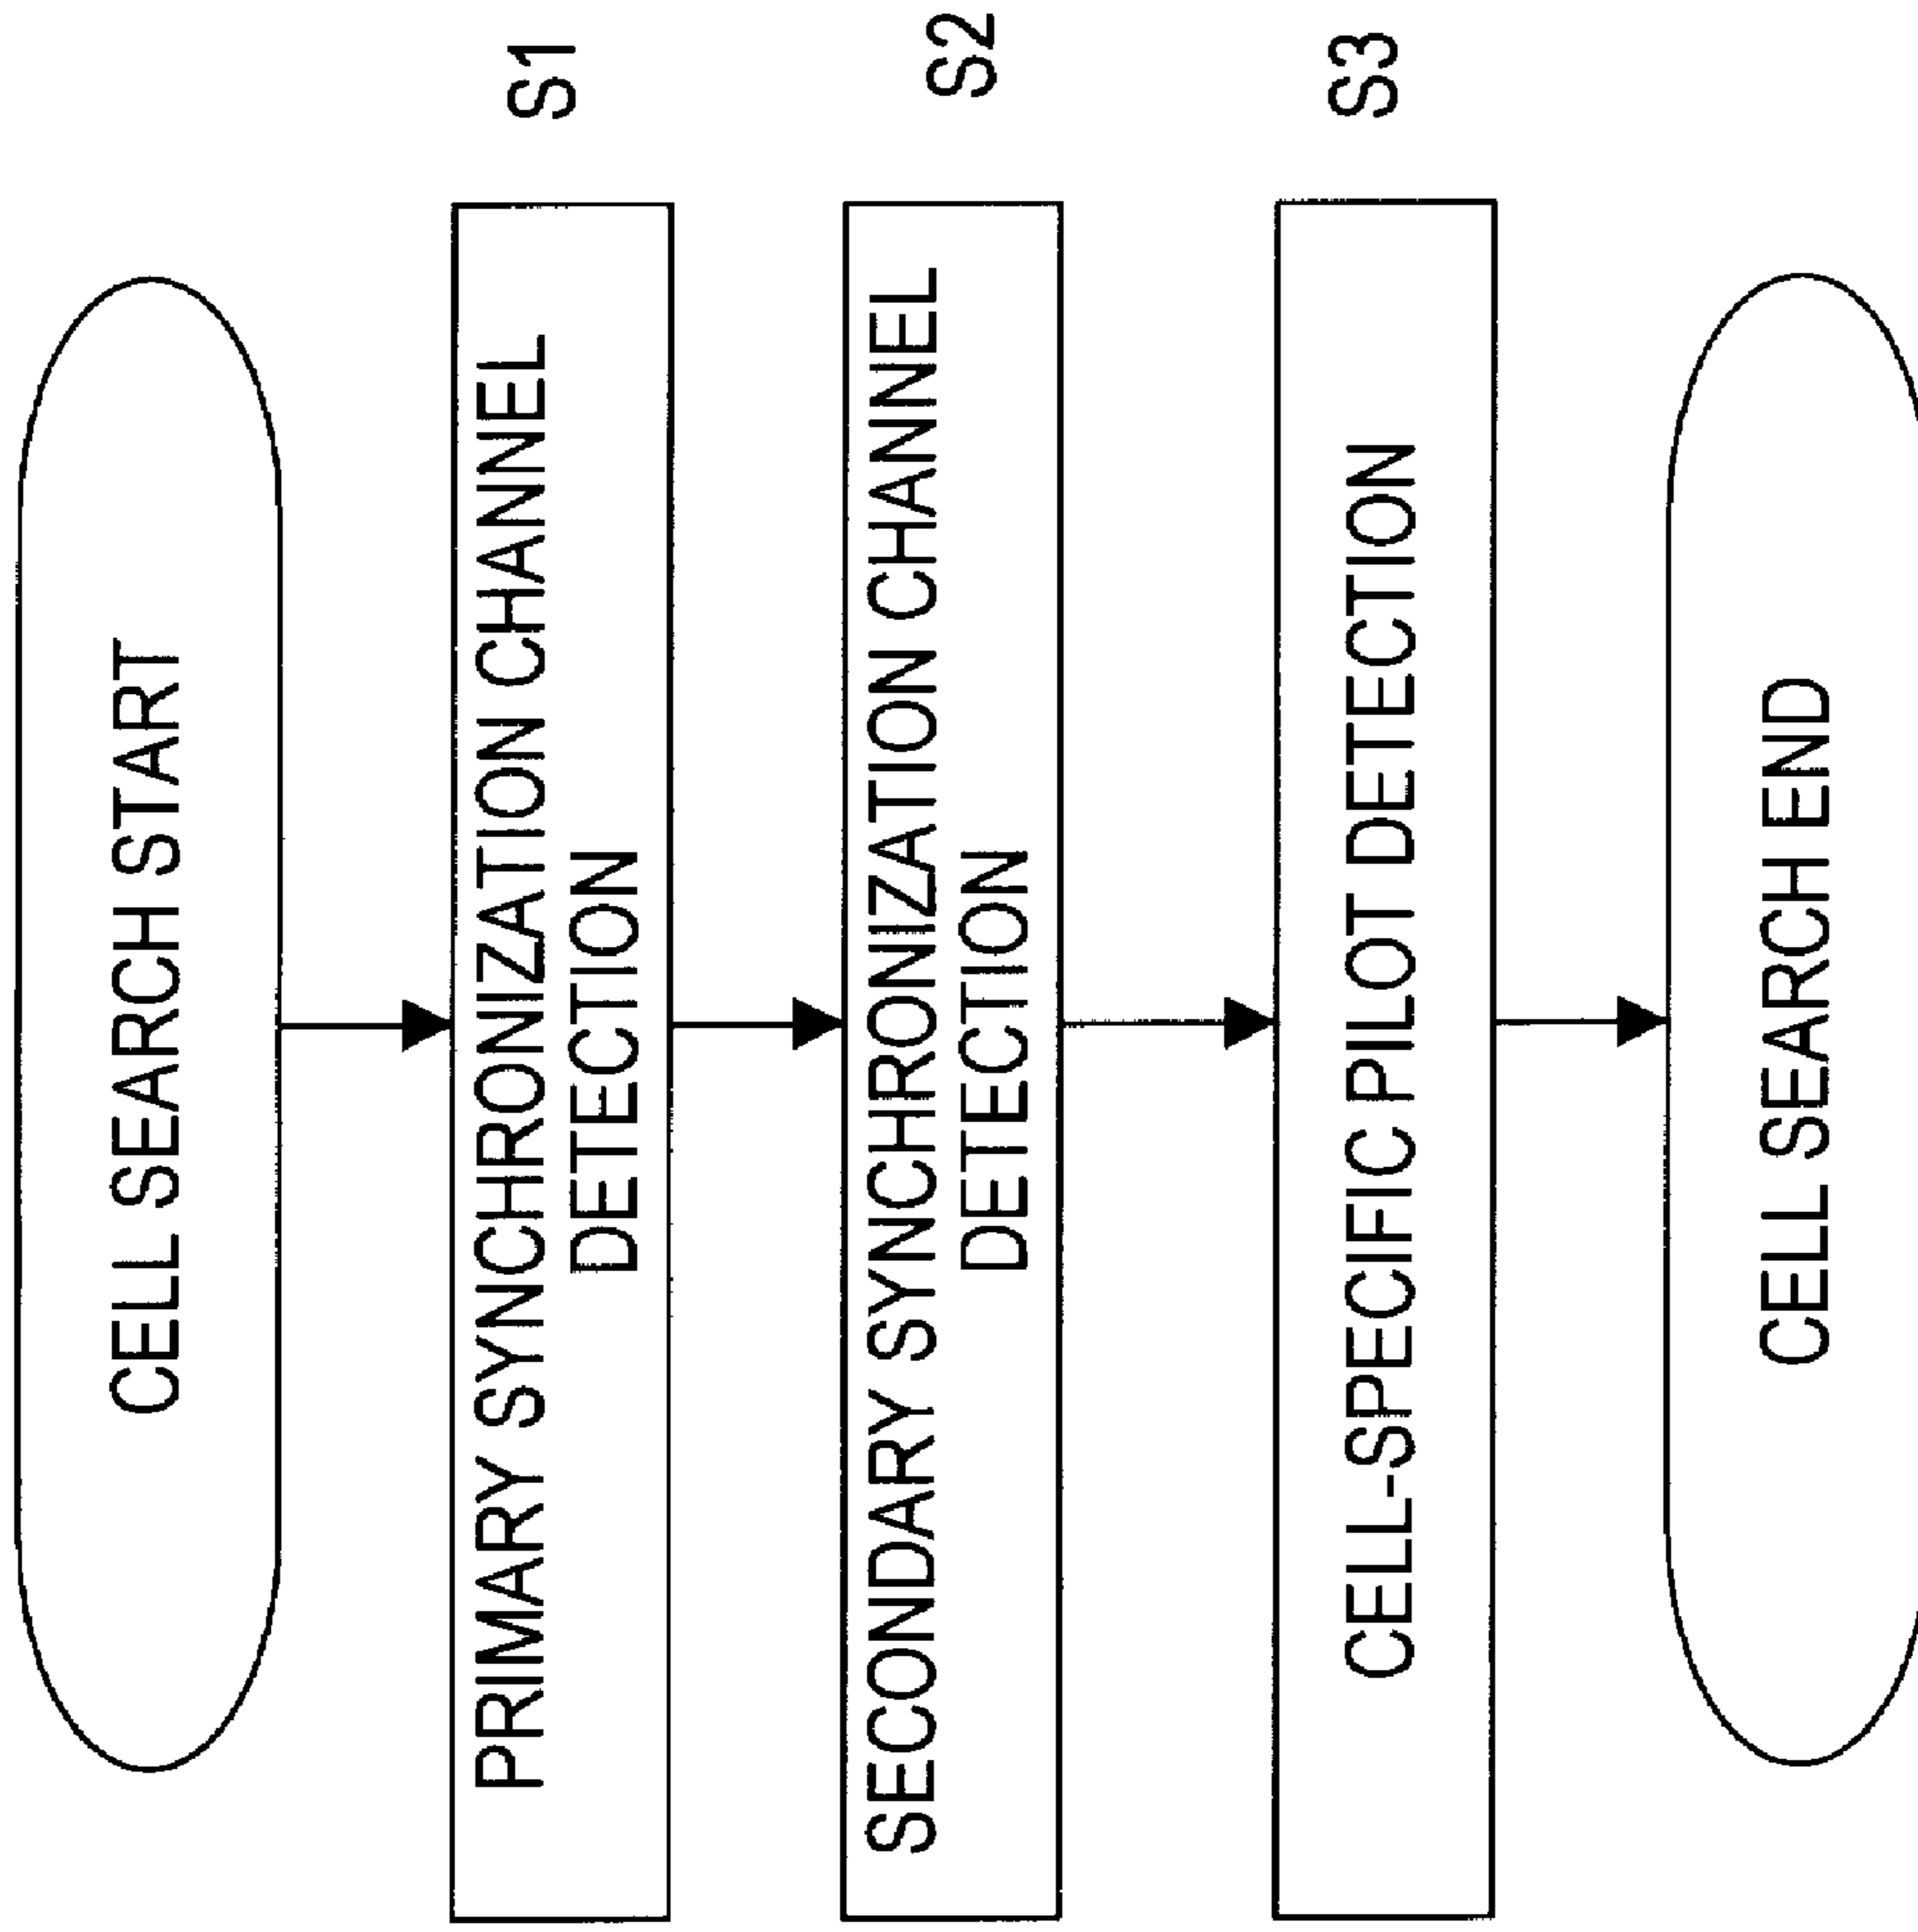 CELL SEARCH START
PRIMARY SYNCHRONIZATION CHANNEL
DETECTION
S1
SECONDARY SYNCHRONIZATION CHANNEL
DETECTION
S2
CELL-SPECIFIC PILOT DETECTION
S3
CELL SEARCH END